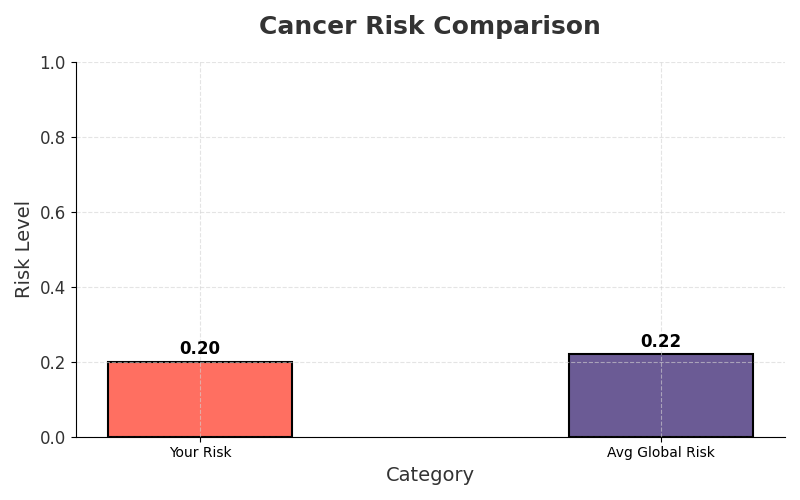 Cancer Risk Comparison
Risk Level
1.0
0.8
0.6
0.4
0.2
0.0
0.20
0.22
Your Risk
Avg Global Risk
Category